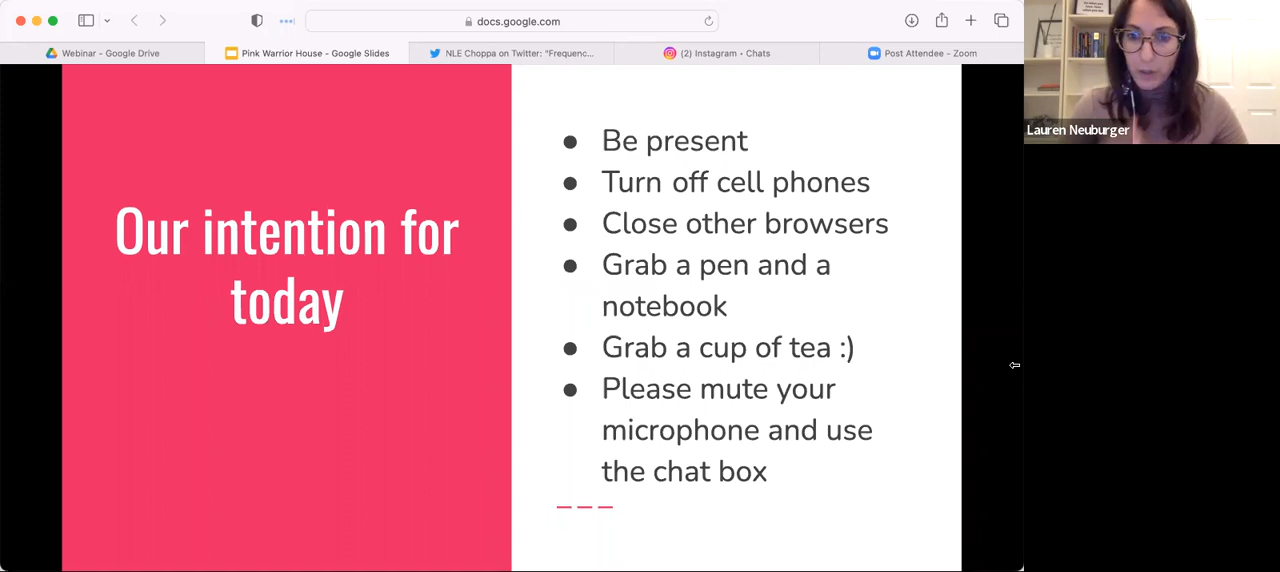 docs.google.com
Webinar - Google Drive
Pink Warrior House - Google Slides
NLE Choppa on Twitter: "Frequenc...
(2) Instagram • Chats
Post Attendee - Zoom
Our intention for
today
● Be present
● Turn off cell phones
● Close other browsers
● Grab a pen and a
notebook
● Grab a cup of tea :)
● Please mute your
microphone and use
the chat box
Lauren Neuburger